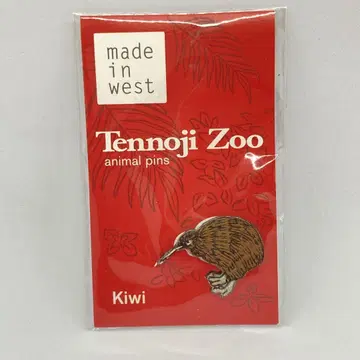 made
in
west
Tennoji Zoo
animal pins
Kiwi